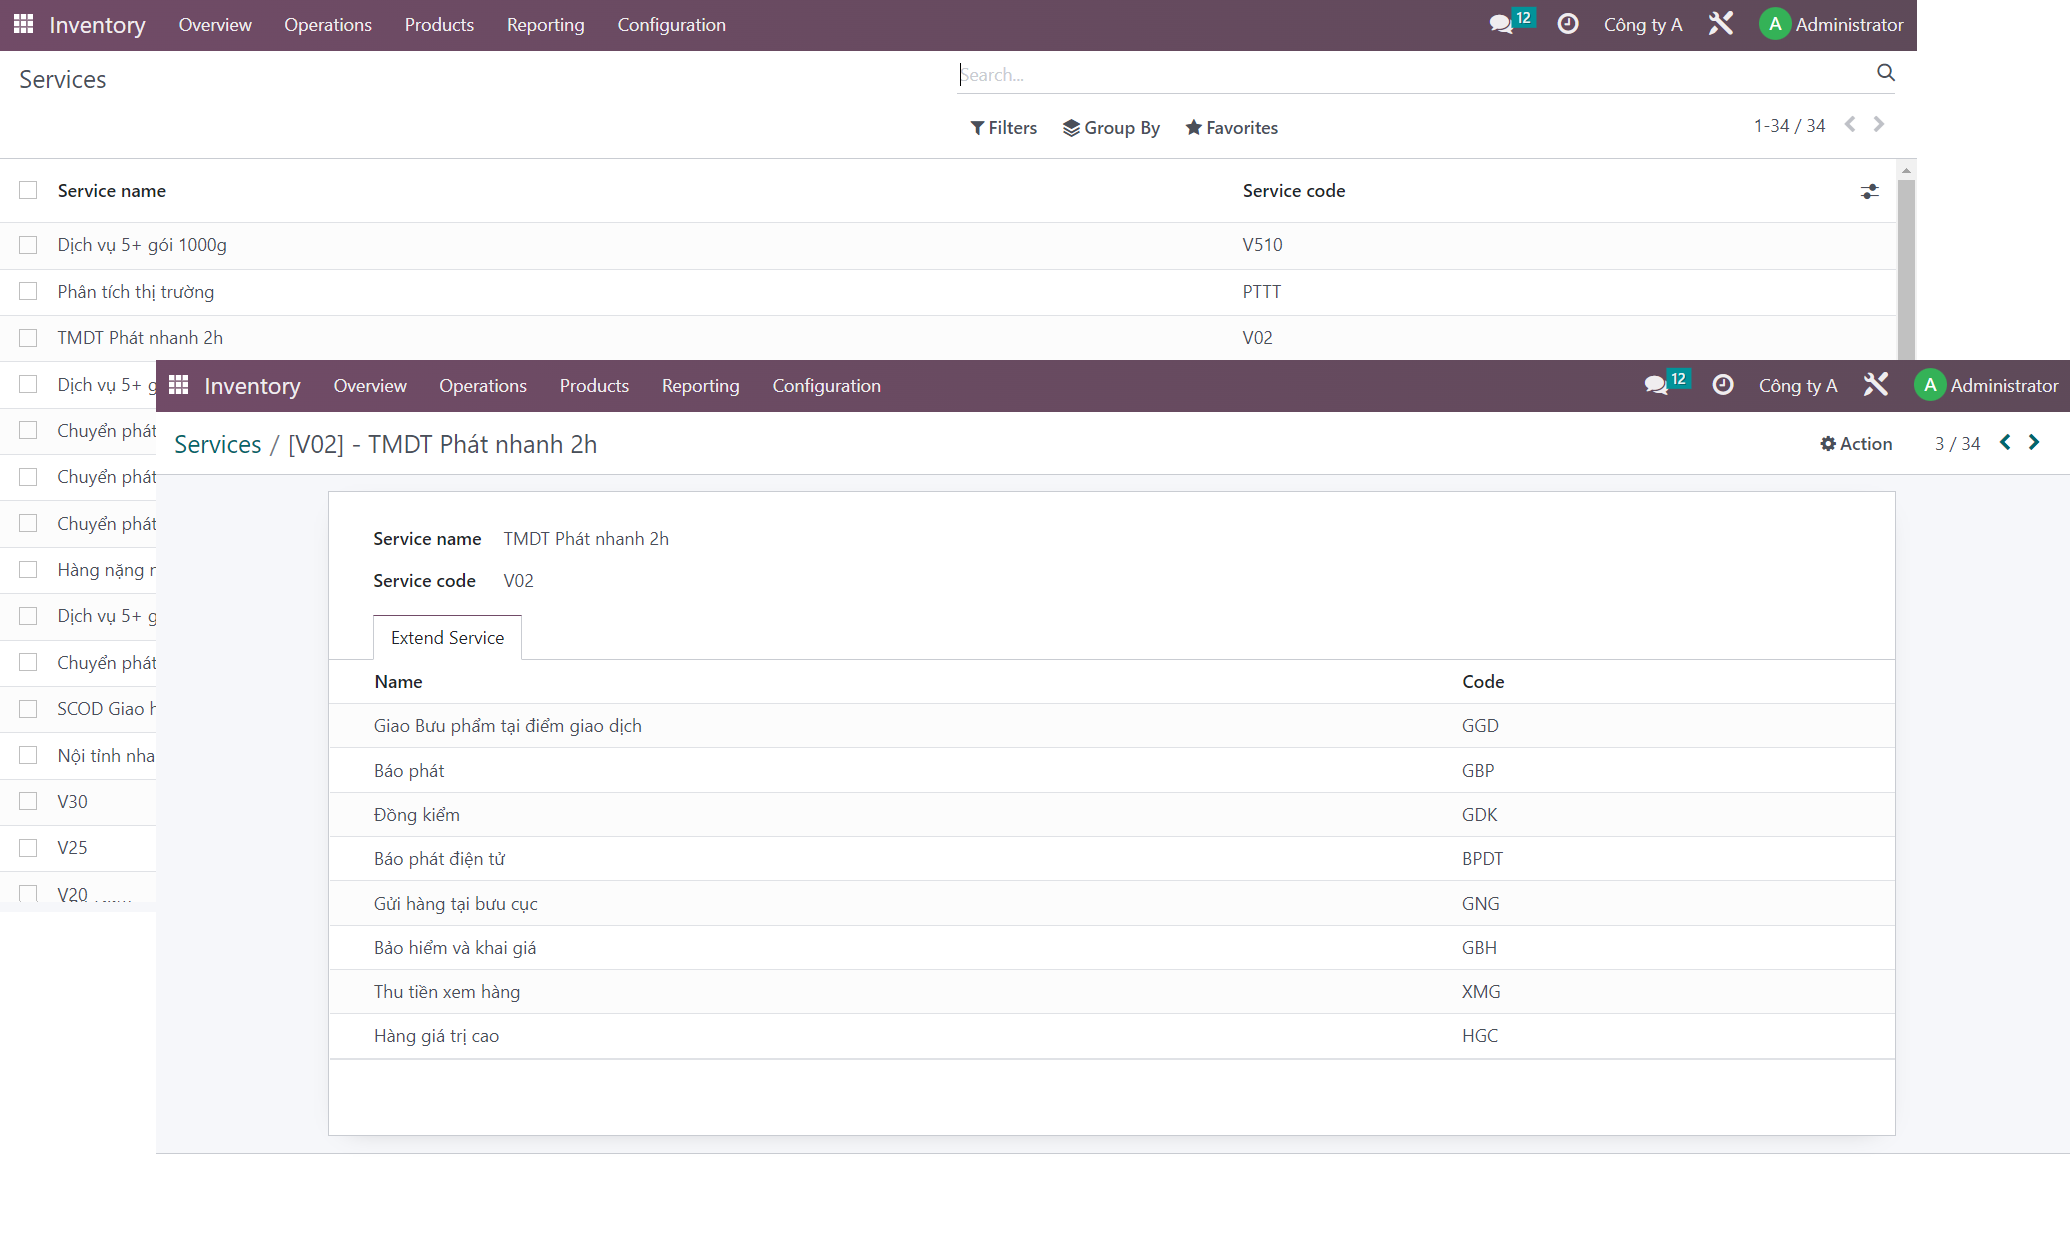 Inventory Overview Operations Products Reporting Configuration 12 Công ty A A Administrator
Services Search...
Filters Group By Favorites 1-34 / 34
Service name Service code
Dịch vụ 5+ gói 1000g V510
Phân tích thị trường PTTT
TMDT Phát nhanh 2h V02
Dịch vụ 5+ g
Chuyển phát
Chuyển phát
Chuyển phát
Hàng nặng
Dịch vụ 5+ g
Chuyển phát
SCOD Giao h
Nội tỉnh nha
V30
V25
V20
Inventory Overview Operations Products Reporting Configuration 12 Công ty A A Administrator
Services / [V02] - TMDT Phát nhanh 2h Action 3 / 34
Service name TMDT Phát nhanh 2h
Service code V02
Extend Service
Name Code
Giao Bưu phẩm tại điểm giao dịch GGD
Báo phát GBP
Đồng kiểm GDK
Báo phát điện tử BPDT
Gửi hàng tại bưu cục GNG
Bảo hiểm và khai giá GBH
Thu tiền xem hàng XMG
Hàng giá trị cao HGC